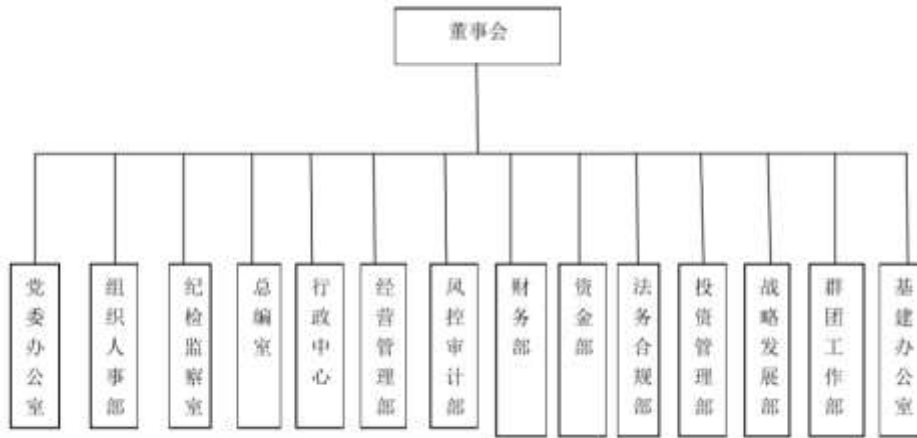 董事会
党委办公室
组织人事部
纪检监察室
总编室
行政中心
经营管理部
风控审计部
财务部
资金部
法务合规部
投资管理部
战略发展部
群团工作部
基建办公室